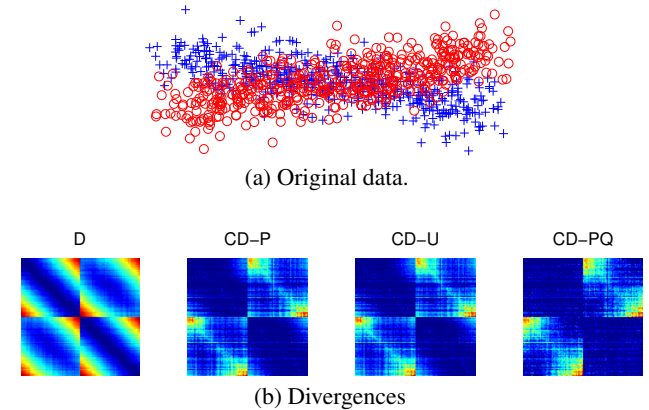 (a) Original data.
D CD-P CD-U CD-PQ
(b) Divergences